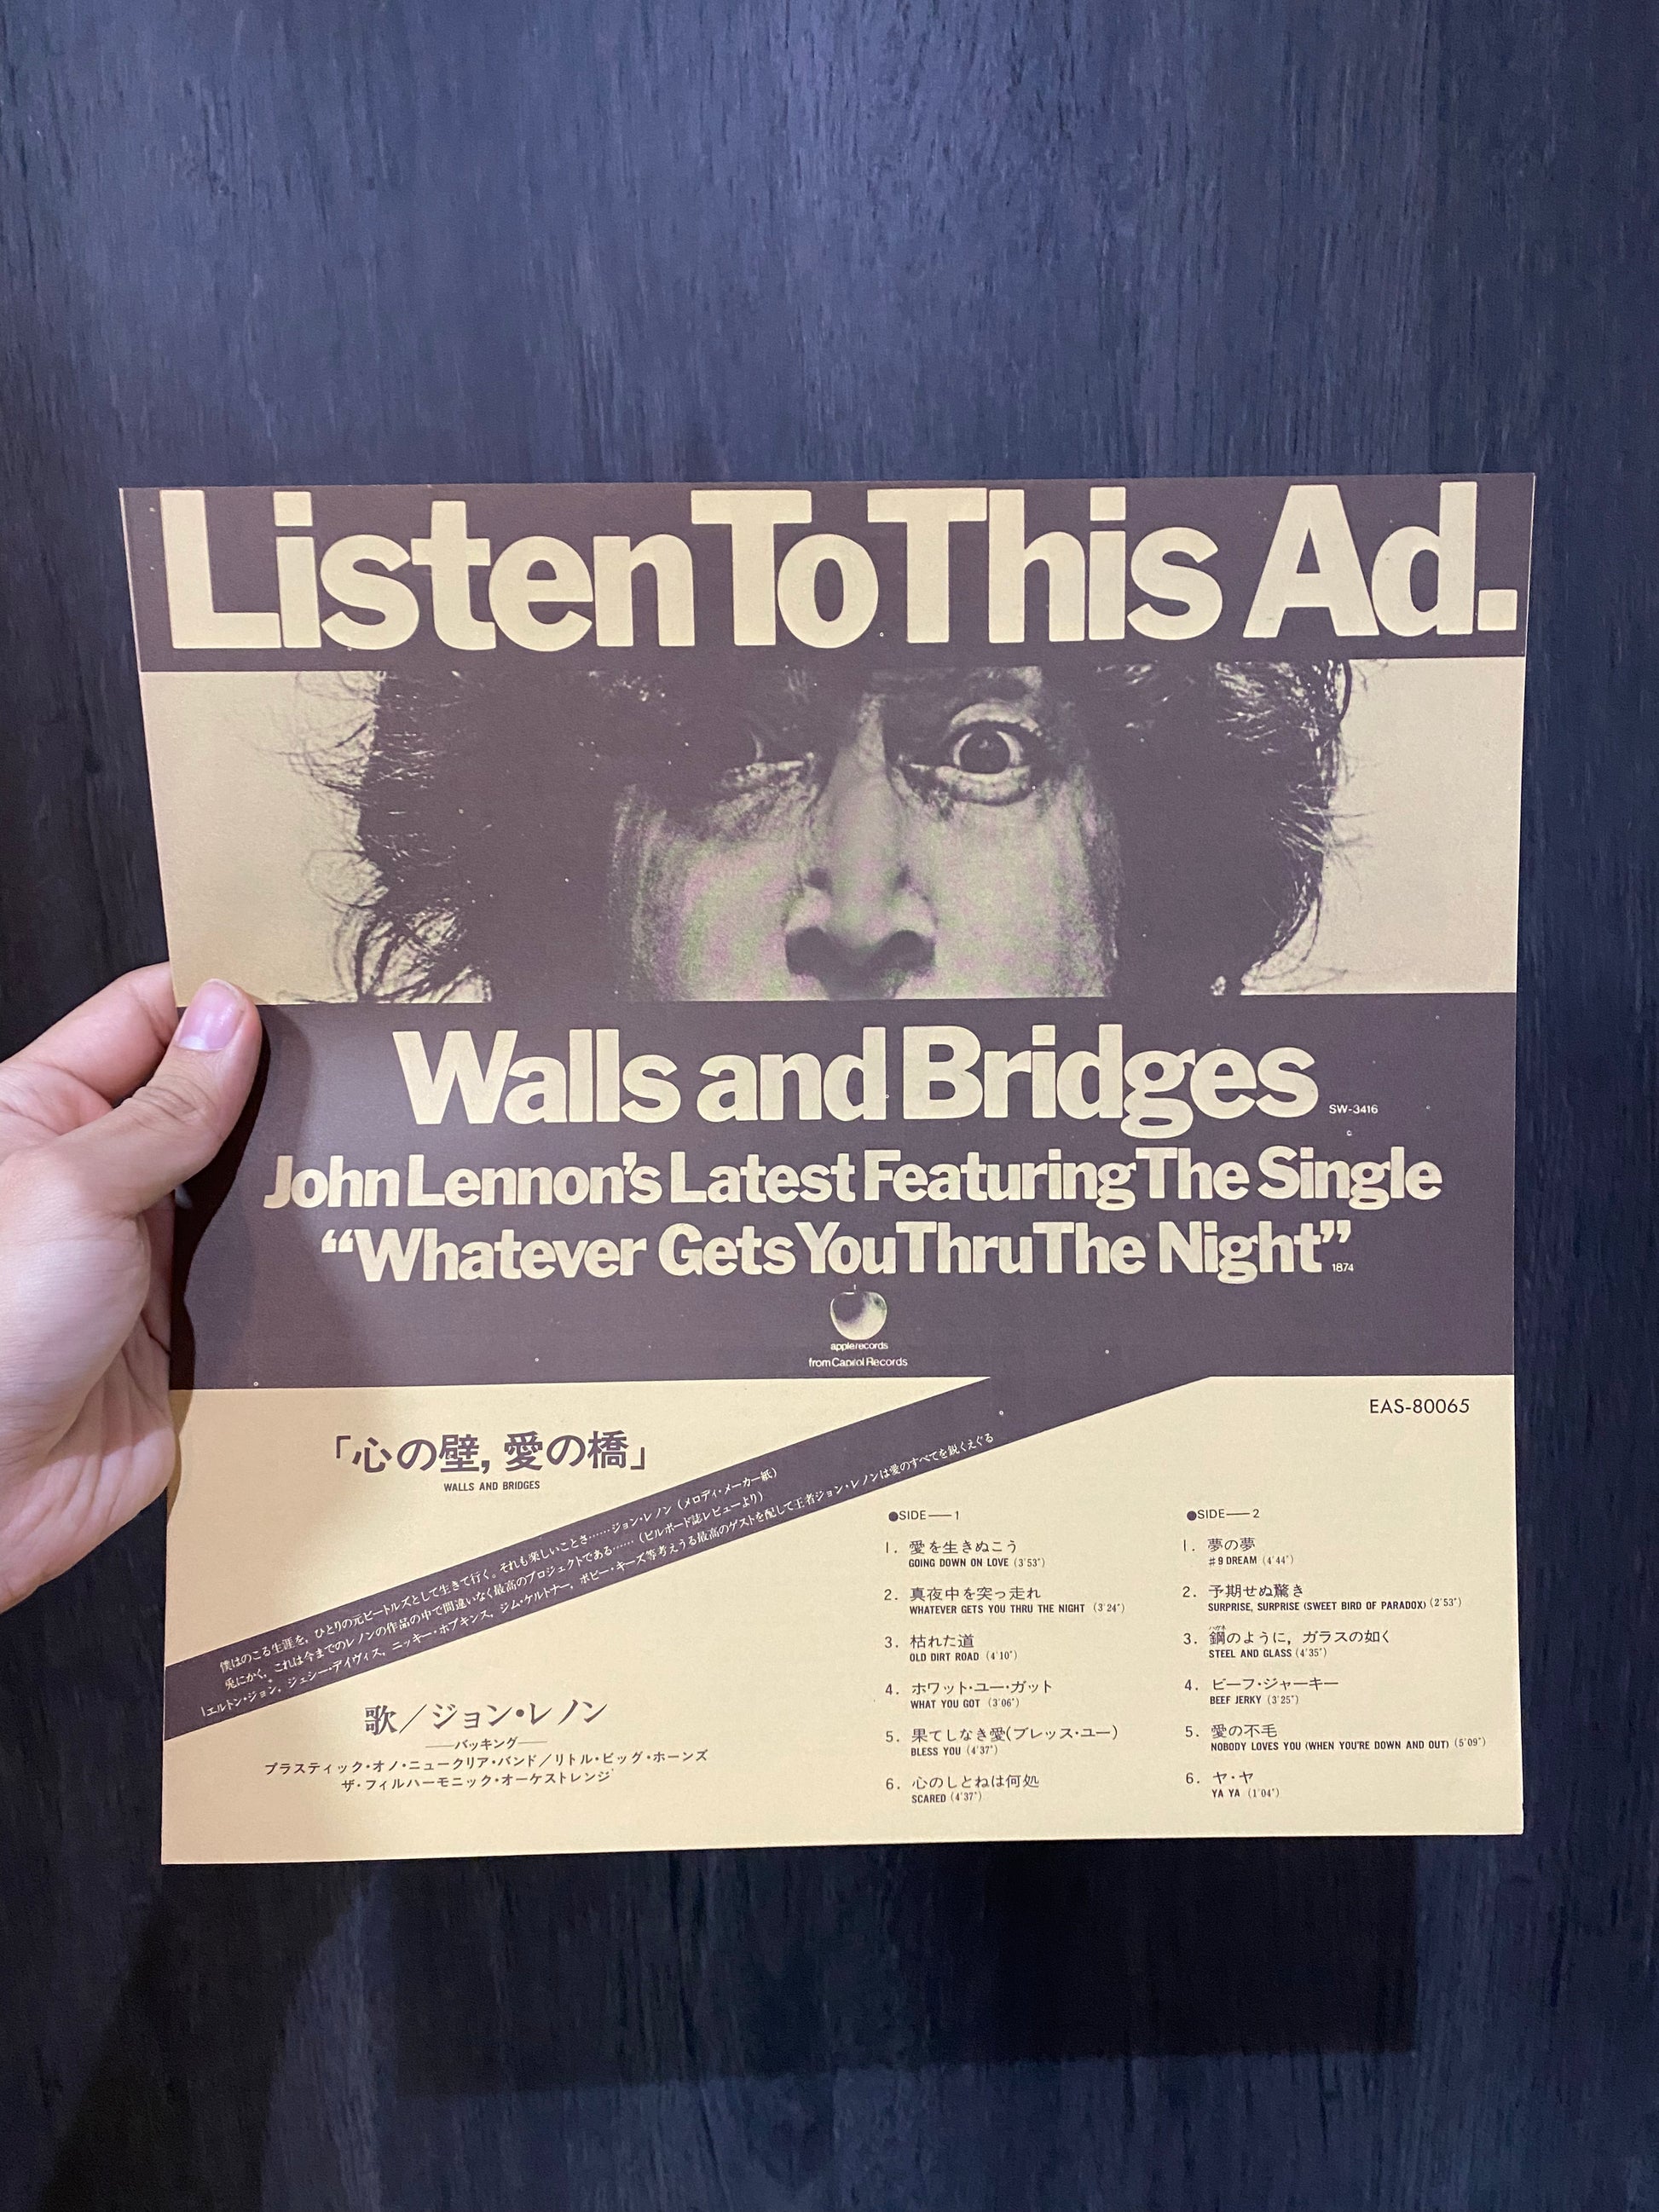 Listen To This Ad.
Walls and Bridges SW-3416
John Lennon's Latest Featuring The Single
“Whatever Gets You Thru The Night” 1874
apple records
from Capitol Records
EAS-80065
「心の壁, 愛の橋」
WALLS AND BRIDGES
僕はのこる生涯を, ひとりの元ビートルズとして生きて行く。それも楽しいことさ……ジョン・レノン（メロディ・メーカー紙）
兎にかく, これは今までのレノンの作品の中で間違いなく最高のプロジェクトである……（ビルボード誌レビューより）
エルトン・ジョン, ジェシー・デイヴィス, ニッキー・ホプキンス, ジム・ケルトナー, ボビー・キーズ等考えうる最高のゲストを配して王者ジョン・レノンは愛のすべてを鋭くえぐる
歌／ジョン・レノン
——バッキング——
プラスティック・オノ・ニュークリア・バンド／リトル・ビッグ・ホーンズ
ザ・フィルハーモニック・オーケストレンジ
●SIDE—1
1. 愛を生きぬこう
GOING DOWN ON LOVE (3'53")
2. 真夜中を突っ走れ
WHATEVER GETS YOU THRU THE NIGHT (3'24")
3. 枯れた道
OLD DIRT ROAD (4'10")
4. ホワット・ユー・ガット
WHAT YOU GOT (3'06")
5. 果てしなき愛(ブレッス・ユー)
BLESS YOU (4'37")
6. 心のしとねは何処
SCARED (4'37")
●SIDE—2
1. 夢の夢
#9 DREAM (4'44")
2. 予期せぬ驚き
SURPRISE, SURPRISE (SWEET BIRD OF PARADOX) (2'53")
3. 鋼のように, ガラスの如く
STEEL AND GLASS (4'35")
4. ビーフ・ジャーキー
BEEF JERKY (3'25")
5. 愛の不毛
NOBODY LOVES YOU (WHEN YOU'RE DOWN AND OUT) (5'09")
6. ヤ・ヤ
YA YA (1'04")